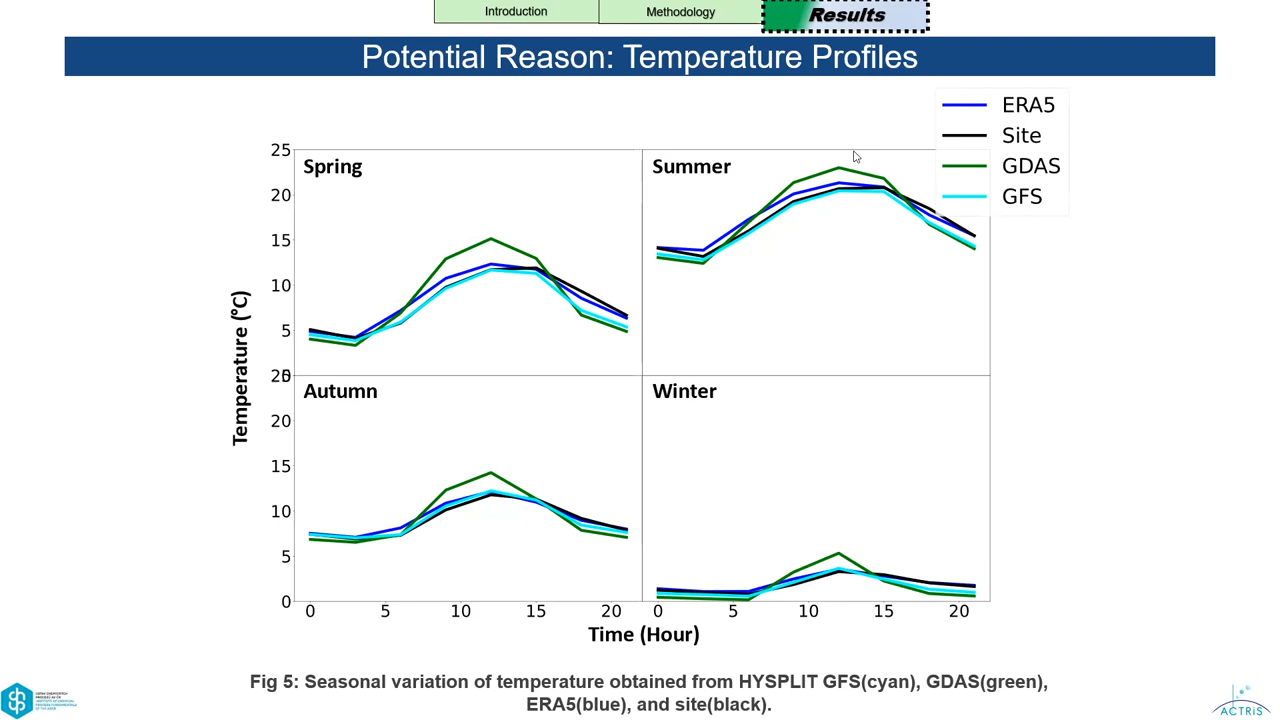 Introduction
Methodology
Results
Potential Reason: Temperature Profiles
ERA5
Site
GDAS
GFS
25
Spring
Summer
20
15
10
5
Temperature (°C)
Autumn
Winter
20
15
10
5
0
0 5 10 15 20
0 5 10 15 20
Time (Hour)
Fig 5: Seasonal variation of temperature obtained from HYSPLIT GFS(cyan), GDAS(green),
ERA5(blue), and site(black).
ACTRIS